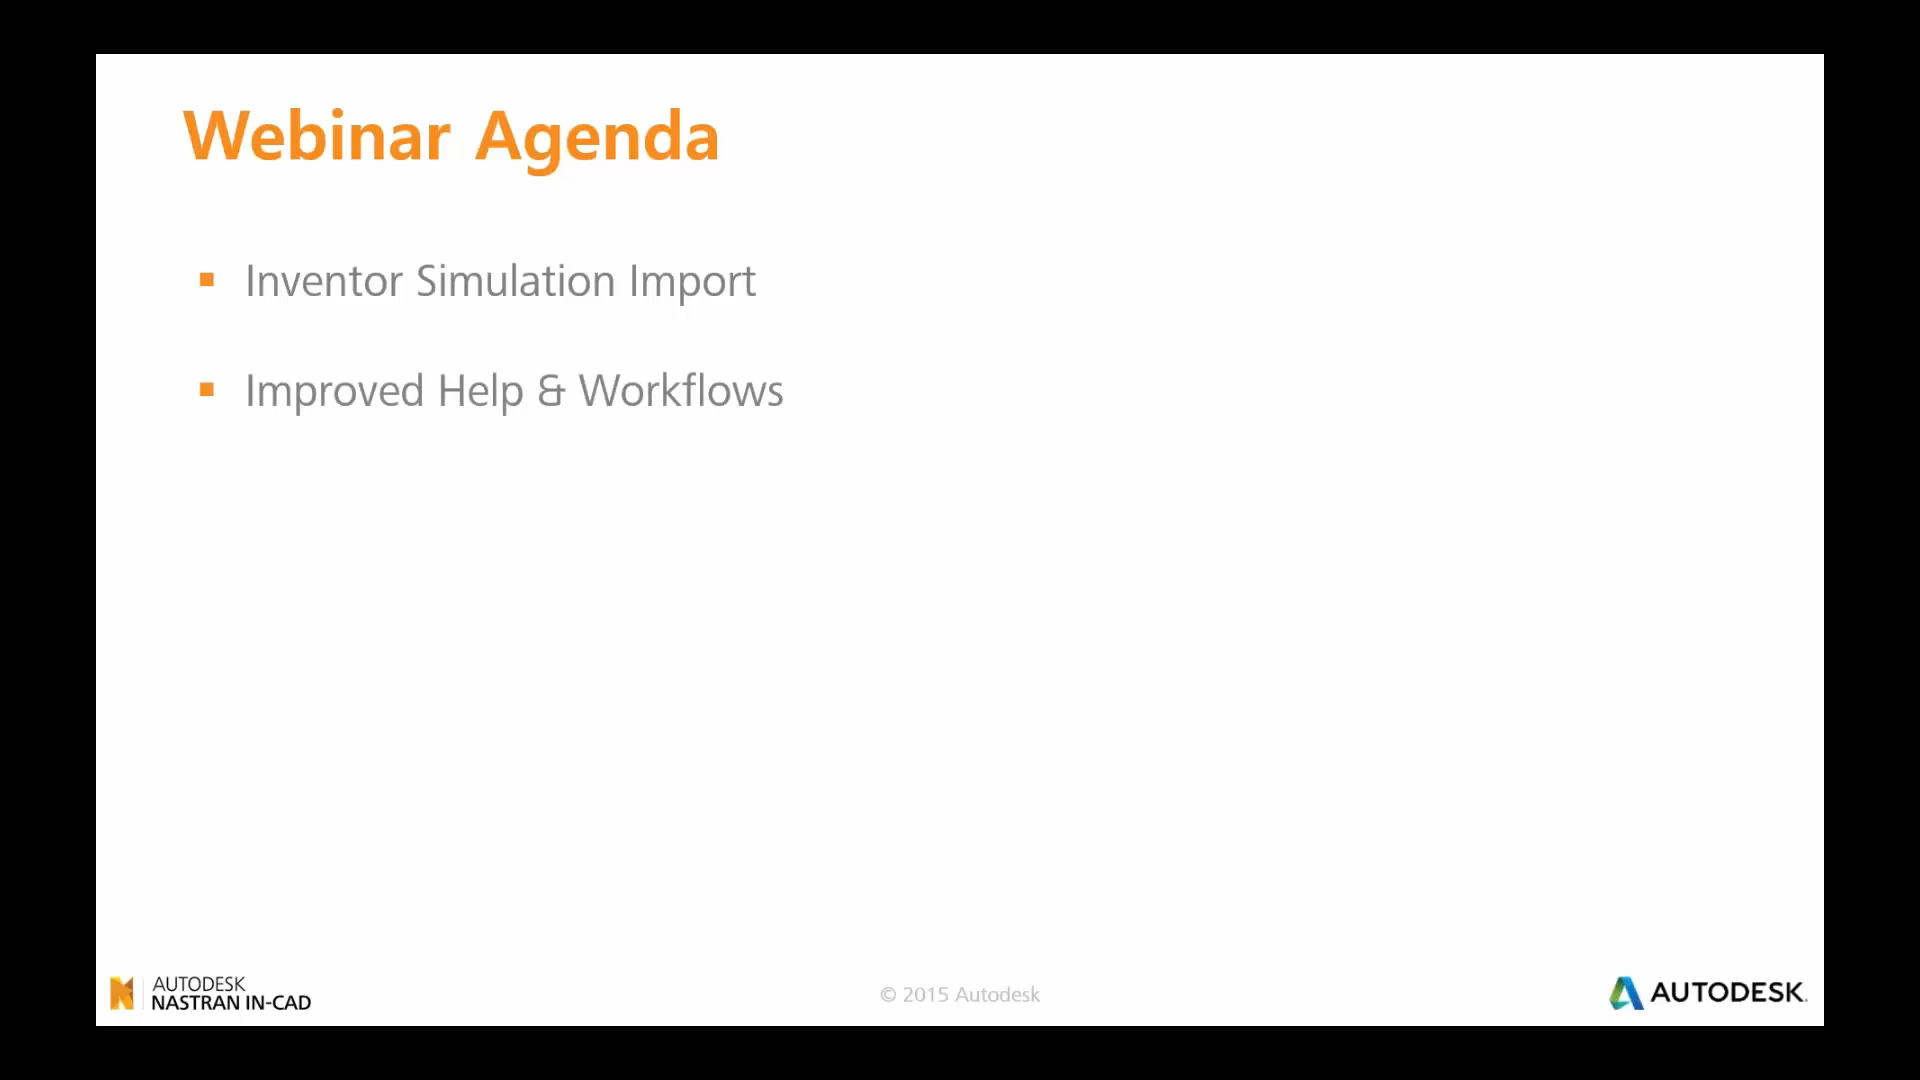 Webinar Agenda
Inventor Simulation Import
Improved Help & Workflows
AUTODESK
NASTRAN IN-CAD
© 2015 Autodesk
AUTODESK.